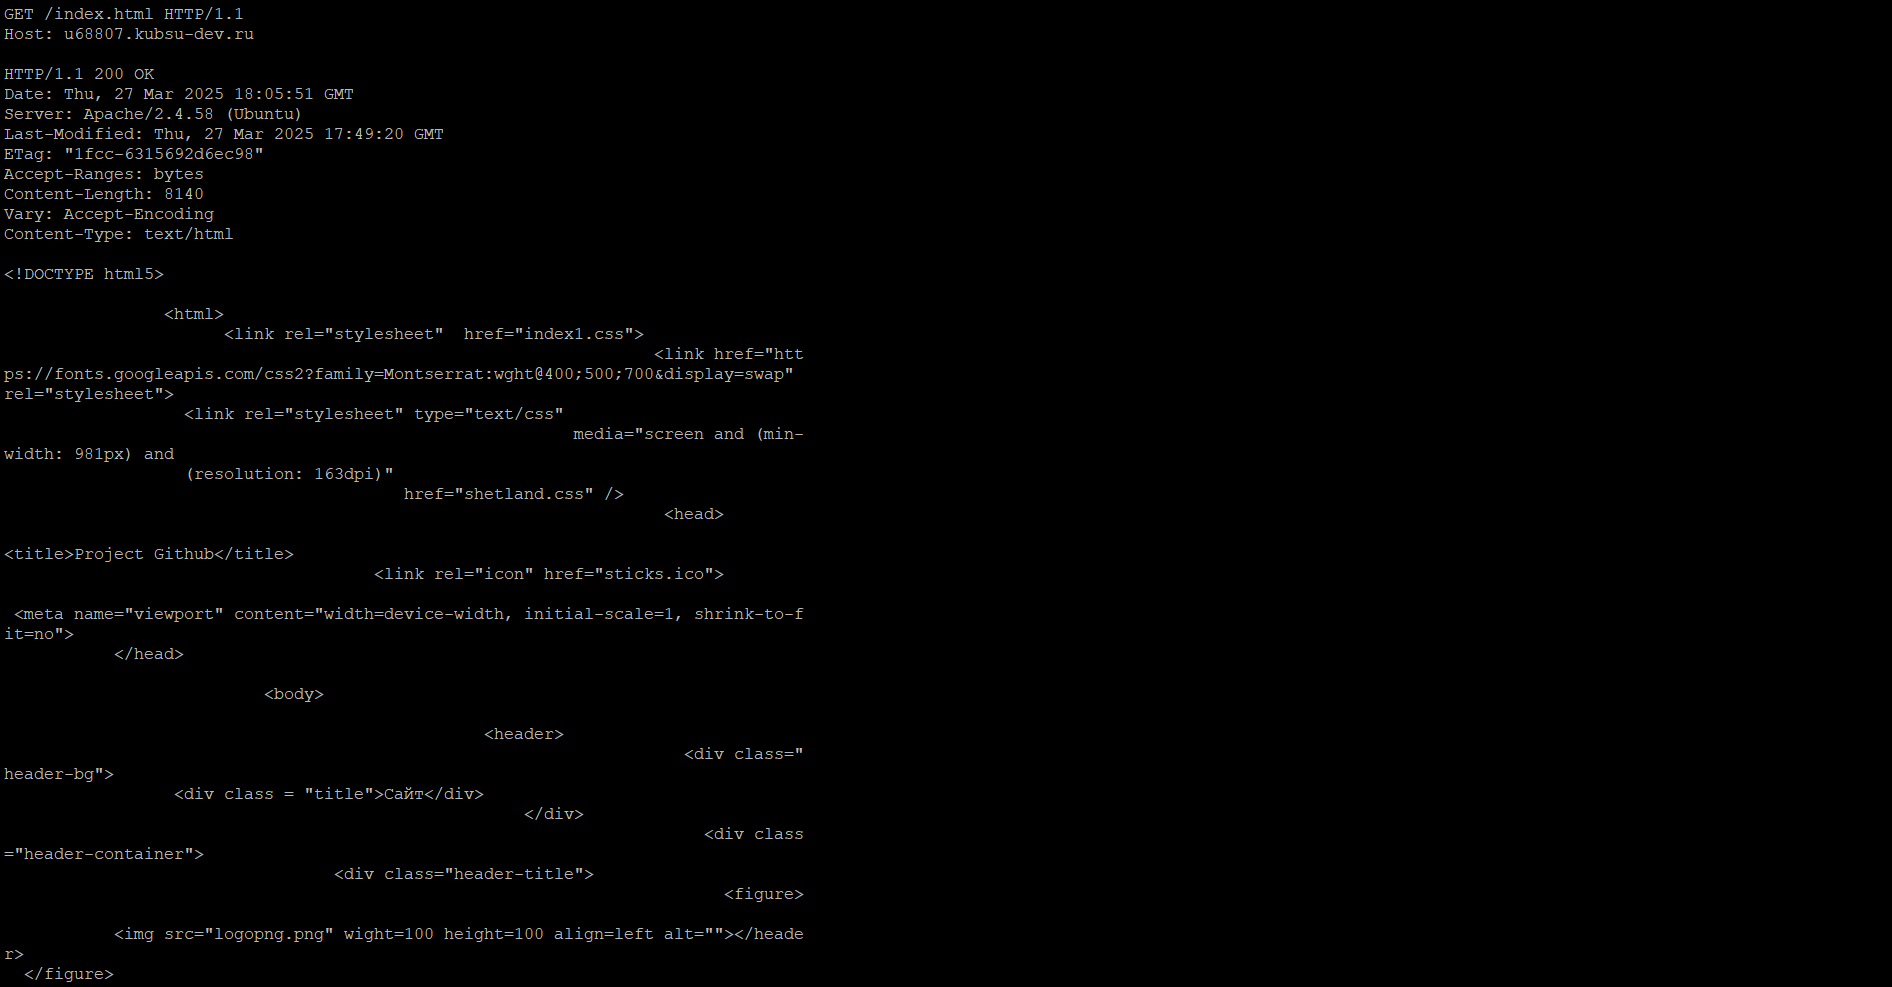 GET /index.html HTTP/1.1
Host: u68807.kubsu-dev.ru
HTTP/1.1 200 OK
Date: Thu, 27 Mar 2025 18:05:51 GMT
Server: Apache/2.4.58 (Ubuntu)
Last-Modified: Thu, 27 Mar 2025 17:49:20 GMT
ETag: "1fcc-6315692d6ec98"
Accept-Ranges: bytes
Content-Length: 8140
Vary: Accept-Encoding
Content-Type: text/html
<!DOCTYPE html5>
<html>
<link rel="stylesheet"  href="index1.css">
<link href="htt
ps://fonts.googleapis.com/css2?family=Montserrat:wght@400;500;700&display=swap"
rel="stylesheet">
<link rel="stylesheet" type="text/css"
media="screen and (min-
width: 981px) and
(resolution: 163dpi)"
href="shetland.css" />
<head>
<title>Project Github</title>
<link rel="icon" href="sticks.ico">
<meta name="viewport" content="width=device-width, initial-scale=1, shrink-to-f
it=no">
</head>
<body>
<header>
<div class="
header-bg">
<div class = "title">Сайт</div>
</div>
<div class
="header-container">
<div class="header-title">
<figure>
<img src="logopng.png" wight=100 height=100 align=left alt=""></heade
r>
</figure>